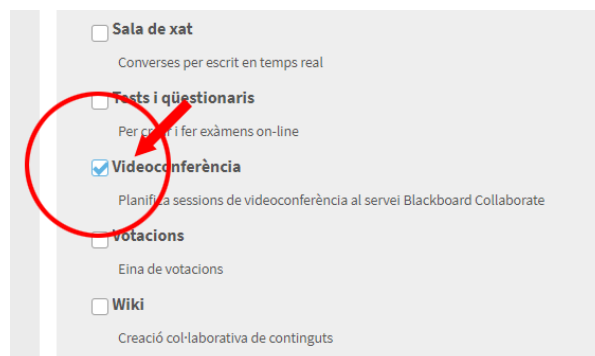 Sala de xat
Converses per escrit en temps real
Tests i qüestionaris
Per crear i fer exàmens on-line
Videoconferència
Planifica sessions de videoconferència al servei Blackboard Collaborate
Votacions
Eina de votacions
Wiki
Creació col·laborativa de continguts